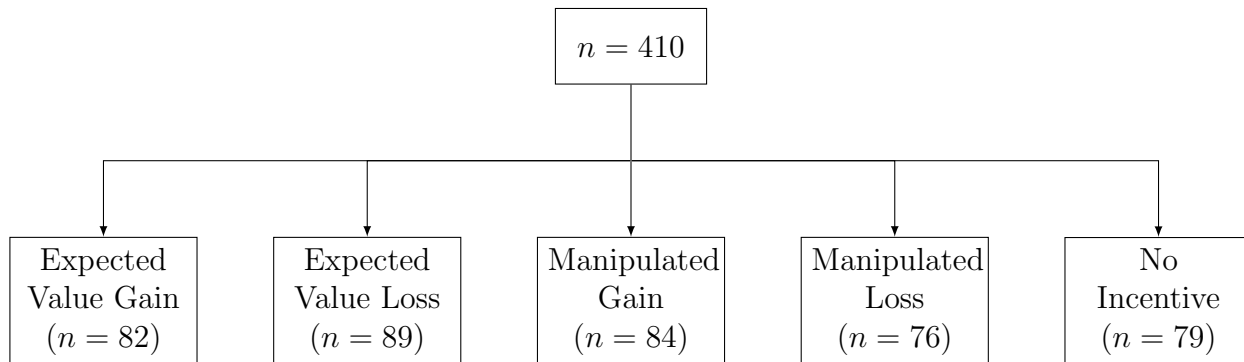 n = 410
Expected
Value Gain
(n = 82)
Expected
Value Loss
(n = 89)
Manipulated
Gain
(n = 84)
Manipulated
Loss
(n = 76)
No
Incentive
(n = 79)